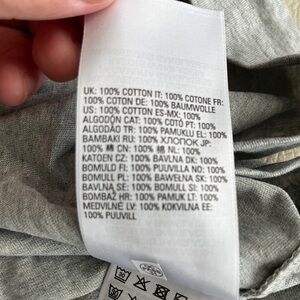 UK: 100% COTTON IT: 100% COTONE FR:
100% COTON DE: 100% BAUMWOLLE
US: 100% COTTON ES-MX: 100%
ALGODÓN CAT: 100% COTÓ PT: 100%
ALGODÃO TR: 100% PAMUKLU EL: 100%
ΒΑΜΒΑΚΙ RU: 100% ХЛОПОК JP:
100% 綿 CN: 100% 棉 NL: 100%
KATOEN CZ: 100% BAVLNA DK: 100%
BOMULD FI: 100% PUUVILLA NO: 100%
BOMULL PL: 100% BAWEŁNA SK: 100%
BAVLNA SE: 100% BOMULL SI: 100%
BOMBAŽ HR: 100% PAMUK LT: 100%
MEDVILNĖ LV: 100% KOKVILNA EE:
100% PUUVILL